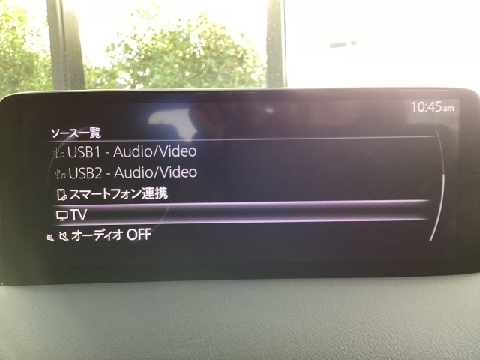 10:45am
ソース一覧
USB1 - Audio/Video
USB2 - Audio/Video
スマートフォン連携
TV
オーディオ OFF